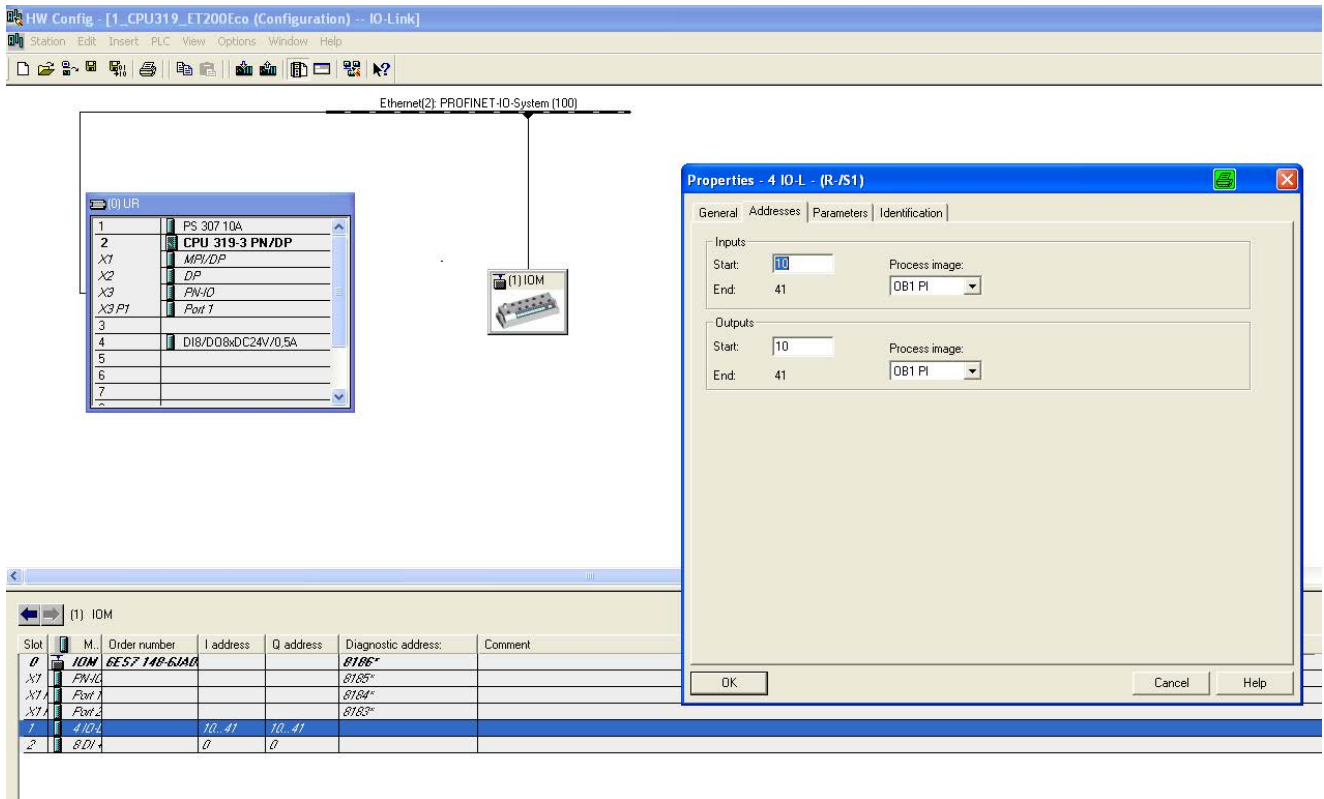 HW Config - [1_CPU319_ET200Eco (Configuration) -- IO-Link]
Station Edit Insert PLC View Options Window Help
Ethernet(2): PROFINET-IO-System (100)
(0) UR
1 PS 307 10A
2 CPU 319-3 PN/DP
X1 MPI/DP
X2 DP
X3 PN-IO
X3 P1 Port 1
3
4 DI8/DO8xDC24V/0,5A
5
6
7
(1) IOM
Properties - 4 IO-L - (R-/S1)
General Addresses Parameters Identification
Inputs
Start: 10 Process image:
End: 41 OB1 PI
Outputs
Start: 10 Process image:
End: 41 OB1 PI
OK Cancel Help
(1) IOM
Slot M.. Order number I address Q address Diagnostic address: Comment
0 IOM 6ES7 148-6JA0 8186*
X1 PN-IO 8185*
X1 Port 1 8184*
X1 Port 2 8183*
1 4 IO-L 10...41 10...41
2 8 DI + 0 0